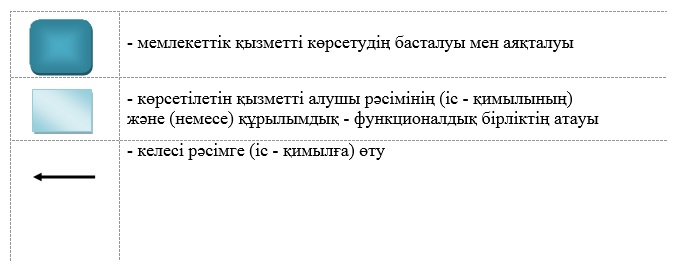 - мемлекеттік қызметті көрсетудің басталуы мен аяқталуы
- көрсетілетін қызметті алушы рәсімінің (іс - қимылының)
және (немесе) құрылымдық - функционалдық бірліктің атауы
- келесі рәсімге (іс - қимылға) өту